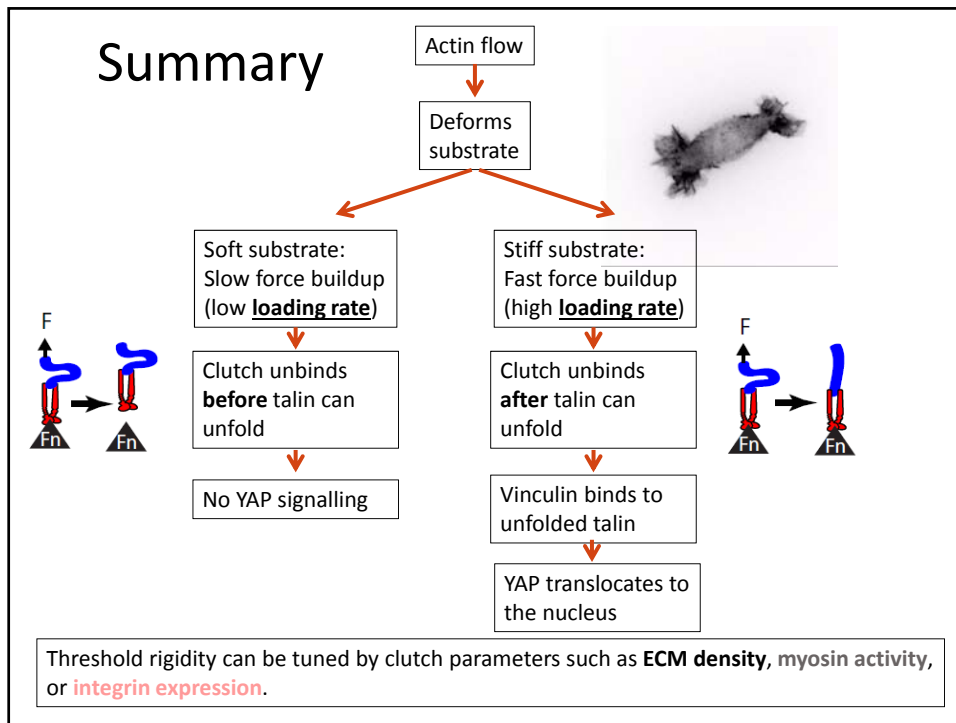 Summary
Actin flow
Deforms
substrate
Soft substrate:
Slow force buildup
(low loading rate)
Stiff substrate:
Fast force buildup
(high loading rate)
F
Fn
Fn
Clutch unbinds
before talin can
unfold
Clutch unbinds
after talin can
unfold
F
Fn
Fn
No YAP signalling
Vinculin binds to
unfolded talin
YAP translocates to
the nucleus
Threshold rigidity can be tuned by clutch parameters such as ECM density, myosin activity,
or integrin expression.